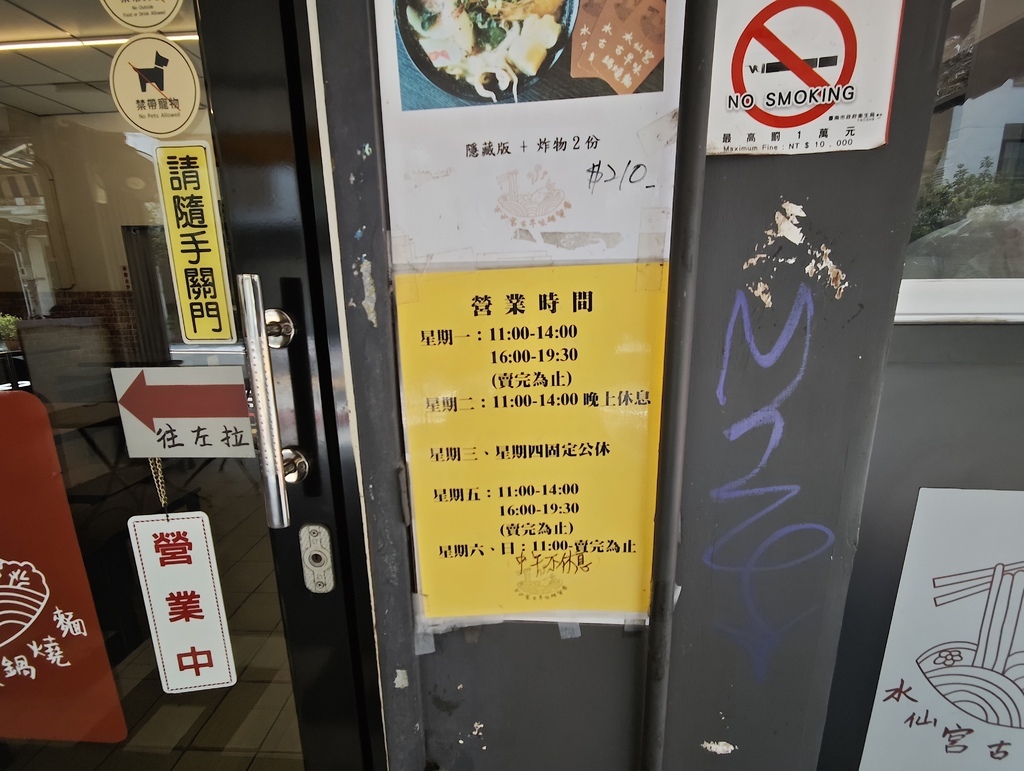 No Outside
Food or Drink Allowed
禁帶寵物
No Pets Allowed
請隨手關門
往左拉
營業中
鍋燒麵
隱藏版 + 炸物2份
$210
營業時間
星期一：11:00-14:00
16:00-19:30
(賣完為止)
星期二：11:00-14:00 晚上休息
星期三、星期四固定公休
星期五：11:00-14:00
16:00-19:30
(賣完為止)
星期六、日：11:00-賣完為止
中午不休息
NO SMOKING
最高罰1萬元
Maximum Fine : NT $ 10,000
水仙宮古